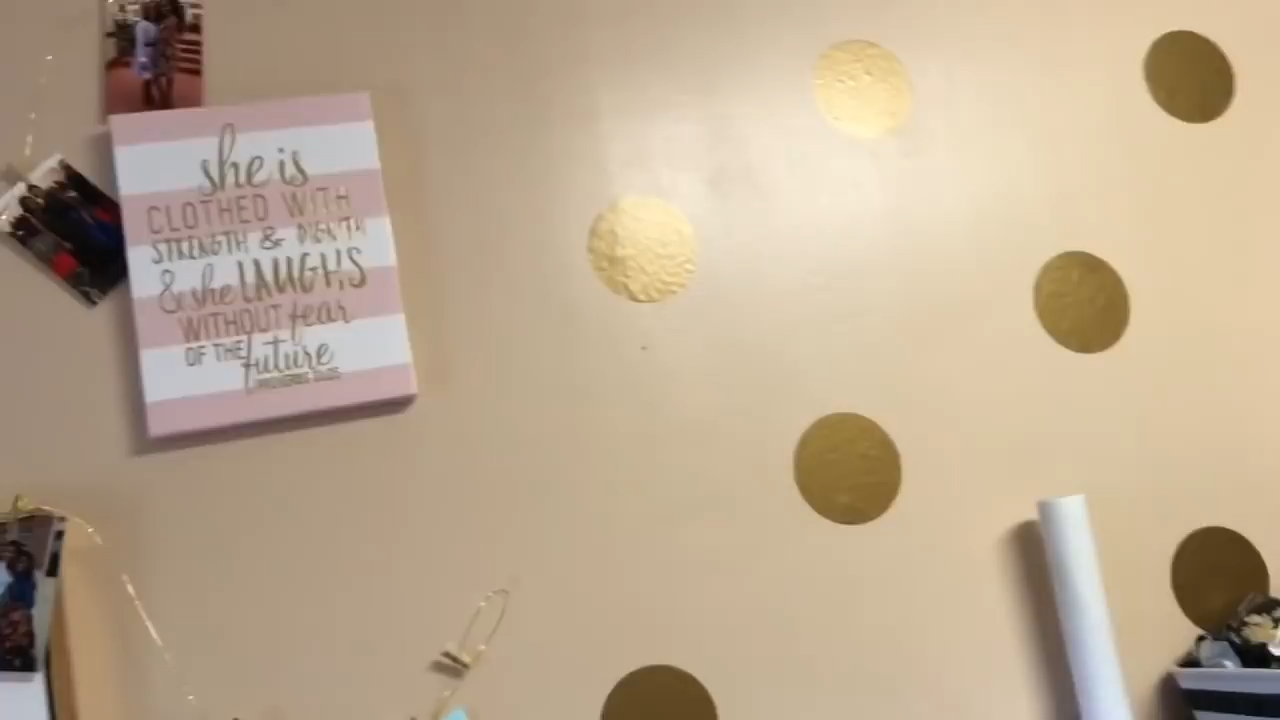 she is
CLOTHED WITH
STRENGTH & DIGNITY
& she LAUGHS
WITHOUT fear
OF THE future